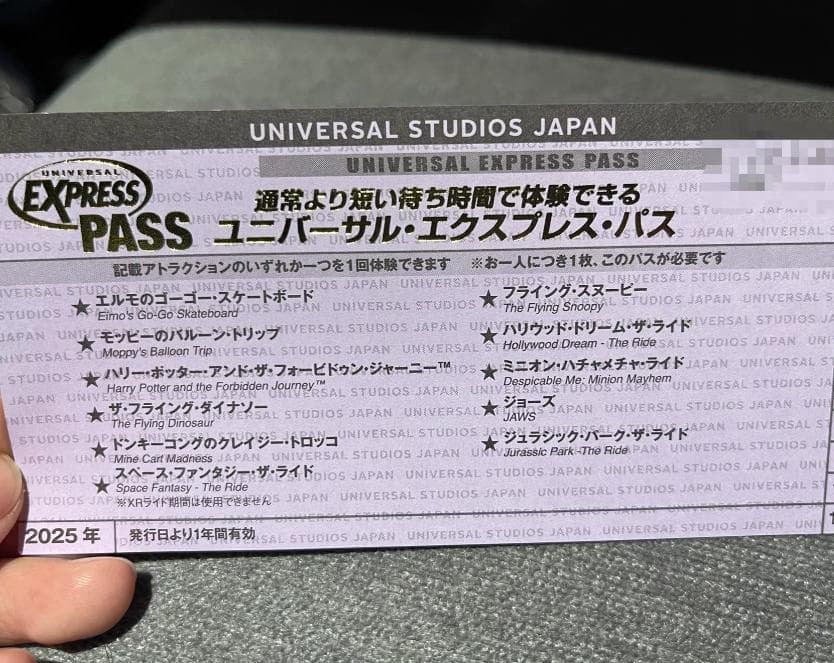 UNIVERSAL STUDIOS JAPAN
UNIVERSAL EXPRESS PASS
UNIVERSAL
EXPRESS
PASS
通常より短い待ち時間で体験できる
ユニバーサル・エクスプレス・パス
記載アトラクションのいずれか一つを1回体験できます ※お一人につき1枚、このパスが必要です
★ エルモのゴーゴー・スケートボード
Elmo's Go-Go Skateboard
★ モッピーのバルーン・トリップ
Moppy's Balloon Trip
★ ハリー・ポッター・アンド・ザ・フォービドゥン・ジャーニー™
Harry Potter and the Forbidden Journey™
★ ザ・フライング・ダイナソー
The Flying Dinosaur
★ ドンキーコングのクレイジー・トロッコ
Mine Cart Madness
★ スペース・ファンタジー・ザ・ライド
Space Fantasy - The Ride
※XRライド期間は使用できません
★ フライング・スヌーピー
The Flying Snoopy
★ ハリウッド・ドリーム・ザ・ライド
Hollywood Dream - The Ride
★ ミニオン・ハチャメチャ・ライド
Despicable Me: Minion Mayhem
★ ジョーズ
JAWS
★ ジュラシック・パーク・ザ・ライド
Jurassic Park -The Ride
2025年 発行日より1年間有効